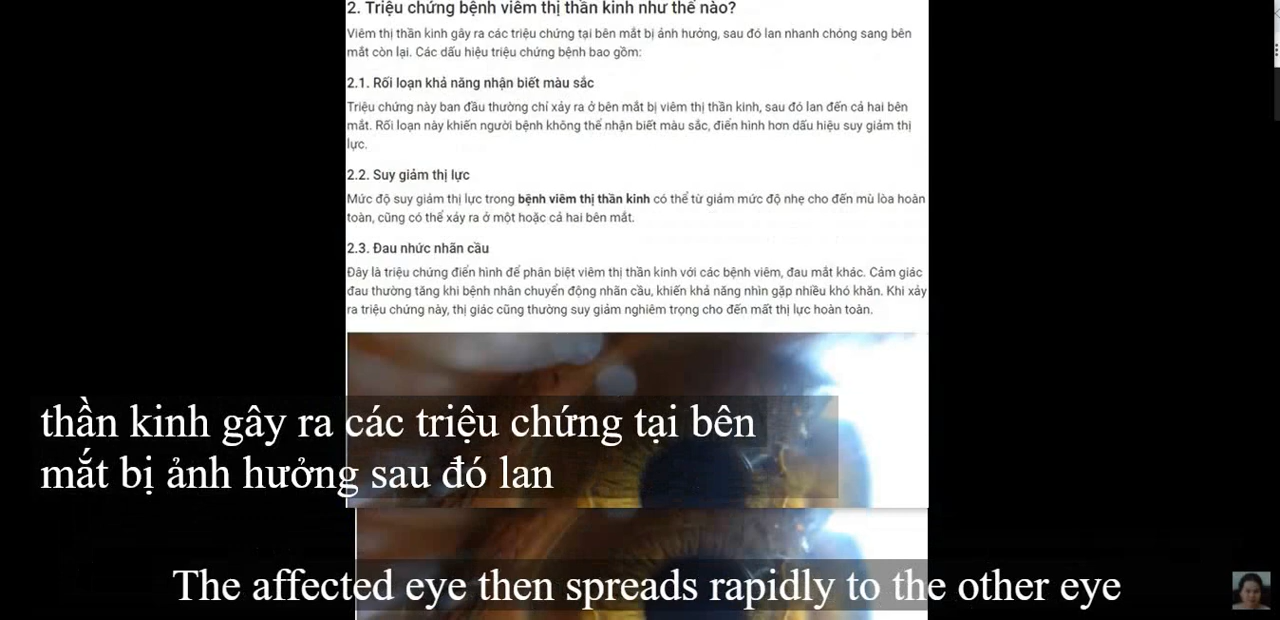 2. Triệu chứng bệnh viêm thị thần kinh như thế nào?
Viêm thị thần kinh gây ra các triệu chứng tại bên mắt bị ảnh hưởng, sau đó lan nhanh chóng sang bên
mắt còn lại. Các dấu hiệu triệu chứng bệnh bao gồm:
2.1. Rối loạn khả năng nhận biết màu sắc
Triệu chứng này ban đầu thường chỉ xảy ra ở bên mắt bị viêm thị thần kinh, sau đó lan đến cả hai bên
mắt. Rối loạn này khiến người bệnh không thể nhận biết màu sắc, điển hình hơn dấu hiệu suy giảm thị
lực.
2.2. Suy giảm thị lực
Mức độ suy giảm thị lực trong bệnh viêm thị thần kinh có thể từ giảm mức độ nhẹ cho đến mù lòa hoàn
toàn, cũng có thể xảy ra ở một hoặc cả hai bên mắt.
2.3. Đau nhức nhãn cầu
Đây là triệu chứng điển hình để phân biệt viêm thị thần kinh với các bệnh viêm, đau mắt khác. Cảm giác
đau thường tăng khi bệnh nhân chuyển động nhãn cầu, khiến khả năng nhìn gặp nhiều khó khăn. Khi xảy
ra triệu chứng này, thị giác cũng thường suy giảm nghiêm trọng cho đến mất thị lực hoàn toàn.
thần kinh gây ra các triệu chứng tại bên
mắt bị ảnh hưởng sau đó lan
The affected eye then spreads rapidly to the other eye